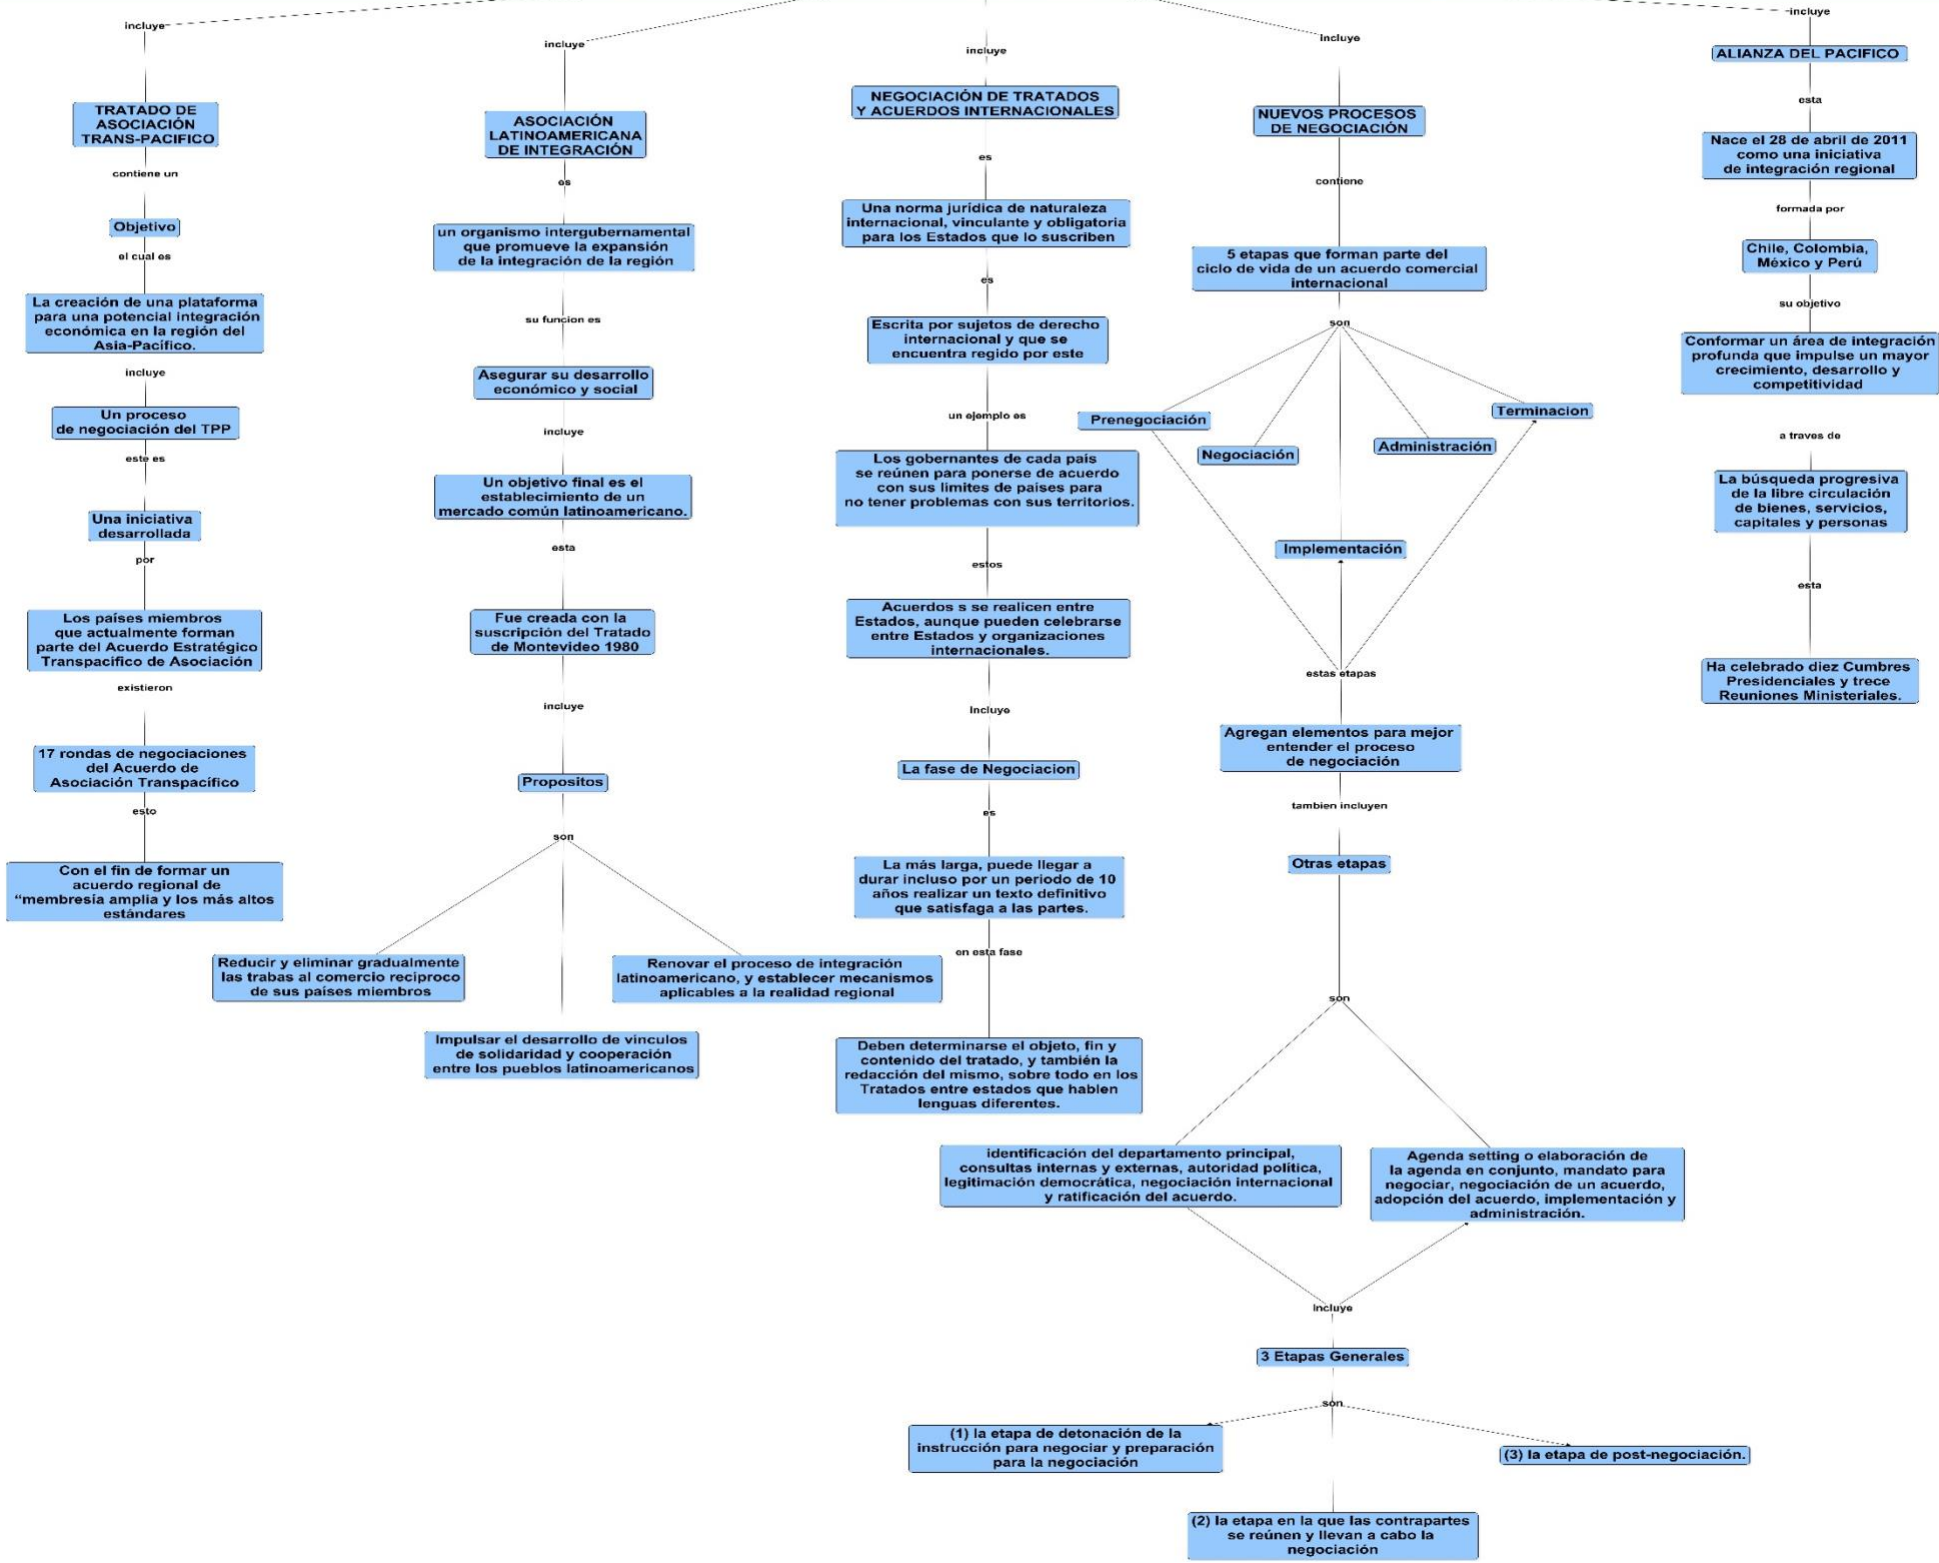 incluye
TRATADO DE
ASOCIACIÓN
TRANS-PACIFICO
contiene un
Objetivo
el cual es
La creación de una plataforma
para una potencial integración
económica en la región del
Asia-Pacífico.
incluye
Un proceso
de negociación del TPP
este es
Una iniciativa
desarrollada
por
Los países miembros
que actualmente forman
parte del Acuerdo Estratégico
Transpacífico de Asociación
existieron
17 rondas de negociaciones
del Acuerdo de
Asociación Transpacífico
esto
Con el fin de formar un
acuerdo regional de
“membresía amplia y los más altos
estándares
incluye
ASOCIACIÓN
LATINOAMERICANA
DE INTEGRACIÓN
es
un organismo intergubernamental
que promueve la expansión
de la integración de la región
su funcion es
Asegurar su desarrollo
económico y social
incluye
Un objetivo final es el
establecimiento de un
mercado común latinoamericano.
esta
Fue creada con la
suscripción del Tratado
de Montevideo 1980
incluye
Propositos
son
Reducir y eliminar gradualmente
las trabas al comercio reciproco
de sus países miembros
Impulsar el desarrollo de vínculos
de solidaridad y cooperación
entre los pueblos latinoamericanos
Renovar el proceso de integración
latinoamericano, y establecer mecanismos
aplicables a la realidad regional
incluye
NEGOCIACIÓN DE TRATADOS
Y ACUERDOS INTERNACIONALES
es
Una norma jurídica de naturaleza
internacional, vinculante y obligatoria
para los Estados que lo suscriben
es
Escrita por sujetos de derecho
internacional y que se
encuentra regido por este
un ejemplo es
Los gobernantes de cada país
se reúnen para ponerse de acuerdo
con sus limites de países para
no tener problemas con sus territorios.
estos
Acuerdos s se realicen entre
Estados, aunque pueden celebrarse
entre Estados y organizaciones
internacionales.
Incluye
La fase de Negociacion
es
La más larga, puede llegar a
durar incluso por un periodo de 10
años realizar un texto definitivo
que satisfaga a las partes.
en esta fase
Deben determinarse el objeto, fin y
contenido del tratado, y también la
redacción del mismo, sobre todo en los
Tratados entre estados que hablen
lenguas diferentes.
incluye
NUEVOS PROCESOS
DE NEGOCIACIÓN
contiene
5 etapas que forman parte del
ciclo de vida de un acuerdo comercial
internacional
son
Prenegociación
Negociación
Implementación
Administración
Terminacion
estas etapas
Agregan elementos para mejor
entender el proceso
de negociación
tambien incluyen
Otras etapas
son
identificación del departamento principal,
consultas internas y externas, autoridad política,
legitimación democrática, negociación internacional
y ratificación del acuerdo.
Agenda setting o elaboración de
la agenda en conjunto, mandato para
negociar, negociación de un acuerdo,
adopción del acuerdo, implementación y
administración.
Incluye
3 Etapas Generales
son
(1) la etapa de detonación de la
instrucción para negociar y preparación
para la negociación
(2) la etapa en la que las contrapartes
se reúnen y llevan a cabo la
negociación
(3) la etapa de post-negociación.
incluye
ALIANZA DEL PACIFICO
esta
Nace el 28 de abril de 2011
como una iniciativa
de integración regional
formada por
Chile, Colombia,
México y Perú
su objetivo
Conformar un área de integración
profunda que impulse un mayor
crecimiento, desarrollo y
competitividad
a traves de
La búsqueda progresiva
de la libre circulación
de bienes, servicios,
capitales y personas
esta
Ha celebrado diez Cumbres
Presidenciales y trece
Reuniones Ministeriales.